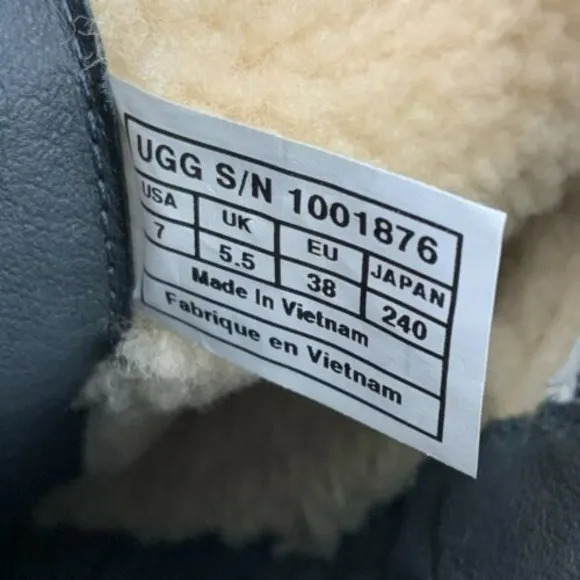 UGG S/N 1001876
USA UK EU JAPAN
7 5.5 38 240
Made In Vietnam
Fabrique en Vietnam